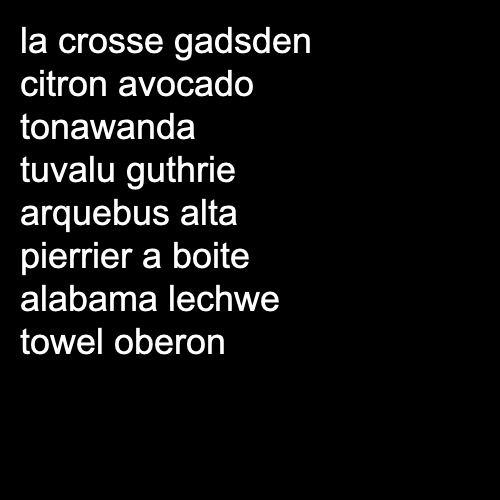 la crosse gadsden
citron avocado
tonawanda
tuvalu guthrie
arquebus alta
pierrier a boite
alabama lechwe
towel oberon